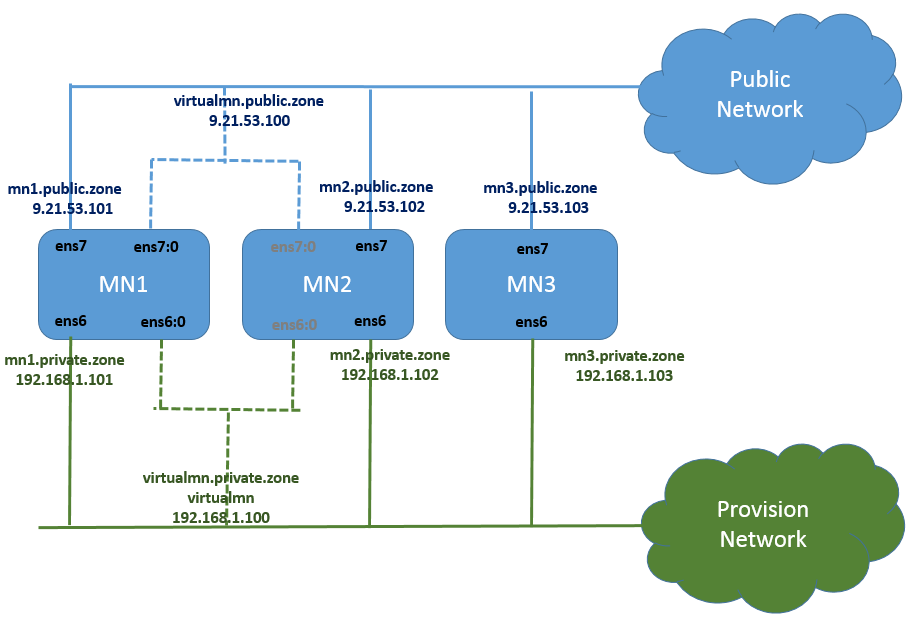 Public
Network
virtualmn.public.zone
9.21.53.100
mn1.public.zone
9.21.53.101
mn2.public.zone
9.21.53.102
mn3.public.zone
9.21.53.103
ens7
ens7:0
MN1
ens6
ens6:0
ens7:0
ens7
MN2
ens6:0
ens6
ens7
MN3
ens6
mn1.private.zone
192.168.1.101
mn2.private.zone
192.168.1.102
mn3.private.zone
192.168.1.103
virtualmn.private.zone
virtualmn
192.168.1.100
Provision
Network